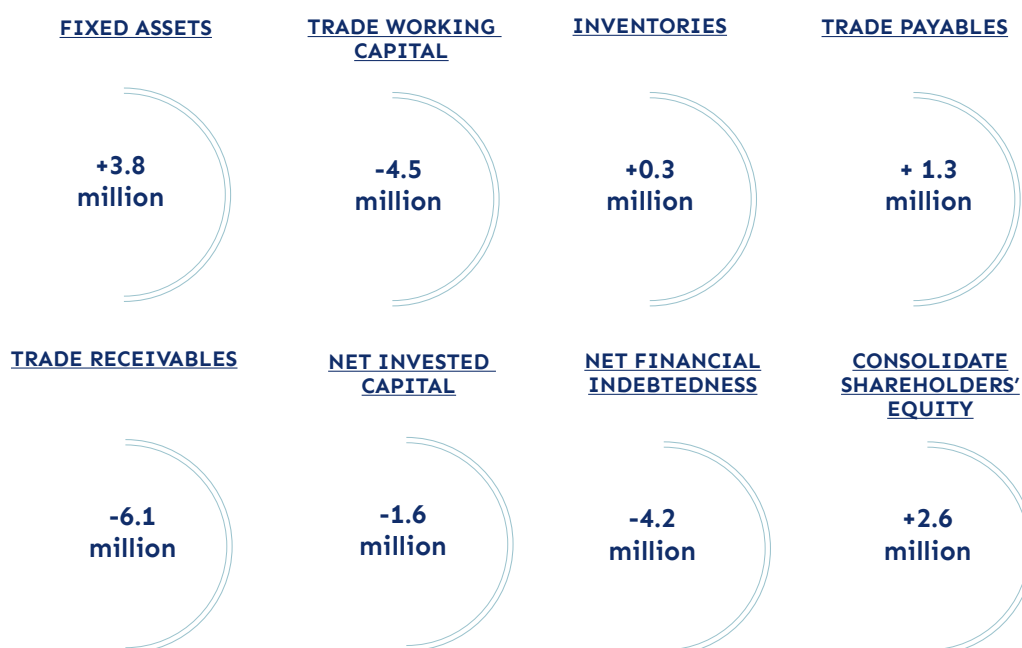 FIXED ASSETS
TRADE WORKING
CAPITAL
INVENTORIES
TRADE PAYABLES
+3.8
million
-4.5
million
+0.3
million
+ 1.3
million
TRADE RECEIVABLES
NET INVESTED
CAPITAL
NET FINANCIAL
INDEBTEDNESS
CONSOLIDATE
SHAREHOLDERS’
EQUITY
-6.1
million
-1.6
million
-4.2
million
+2.6
million